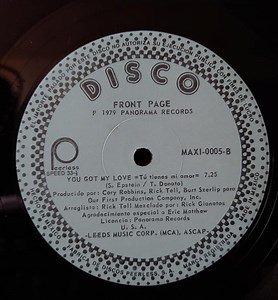 DISCO
FRONT PAGE
P 1979 PANORAMA RECORDS
MAXI-0005-B
Peerless
SPEED 33⅓
YOU GOT MY LOVE =Tú tienes mi amor= 7.25
(S. Epstein / T. Donato)
Producida por: Cory Robbins, Rick Tell, Burt Szerlip para
Our First Production Company, Inc.
Arreglista: Rick Tell Mezclado por: Rick Gianatos
Agradecimiento especial a Eric Matthew
Licencia: Panorama Records
U. S. A.
-LEEDS MUSIC CORP. (MCA), ASCAP-